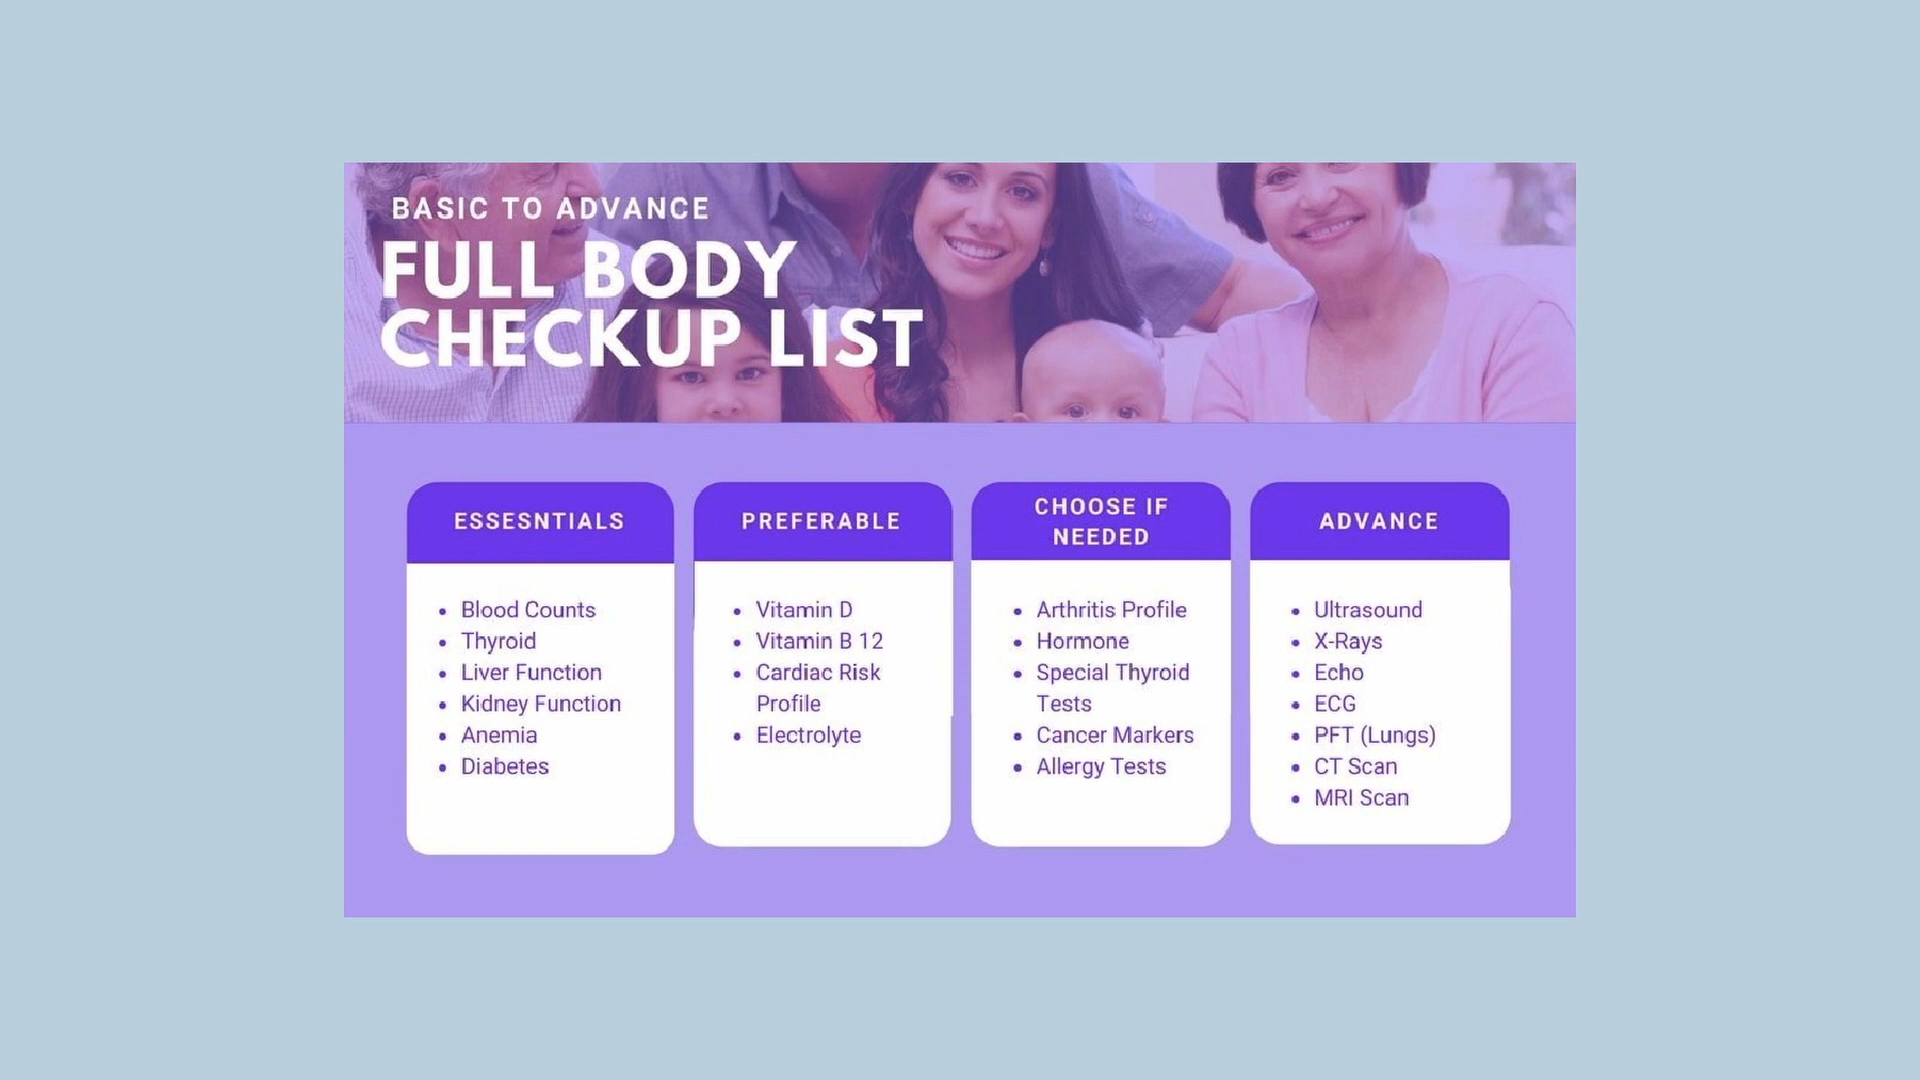 BASIC TO ADVANCE
FULL BODY
CHECKUP LIST
ESSESNTIALS
Blood Counts
Thyroid
Liver Function
Kidney Function
Anemia
Diabetes
PREFERABLE
Vitamin D
Vitamin B 12
Cardiac Risk
Profile
Electrolyte
CHOOSE IF
NEEDED
Arthritis Profile
Hormone
Special Thyroid
Tests
Cancer Markers
Allergy Tests
ADVANCE
Ultrasound
X-Rays
Echo
ECG
PFT (Lungs)
CT Scan
MRI Scan